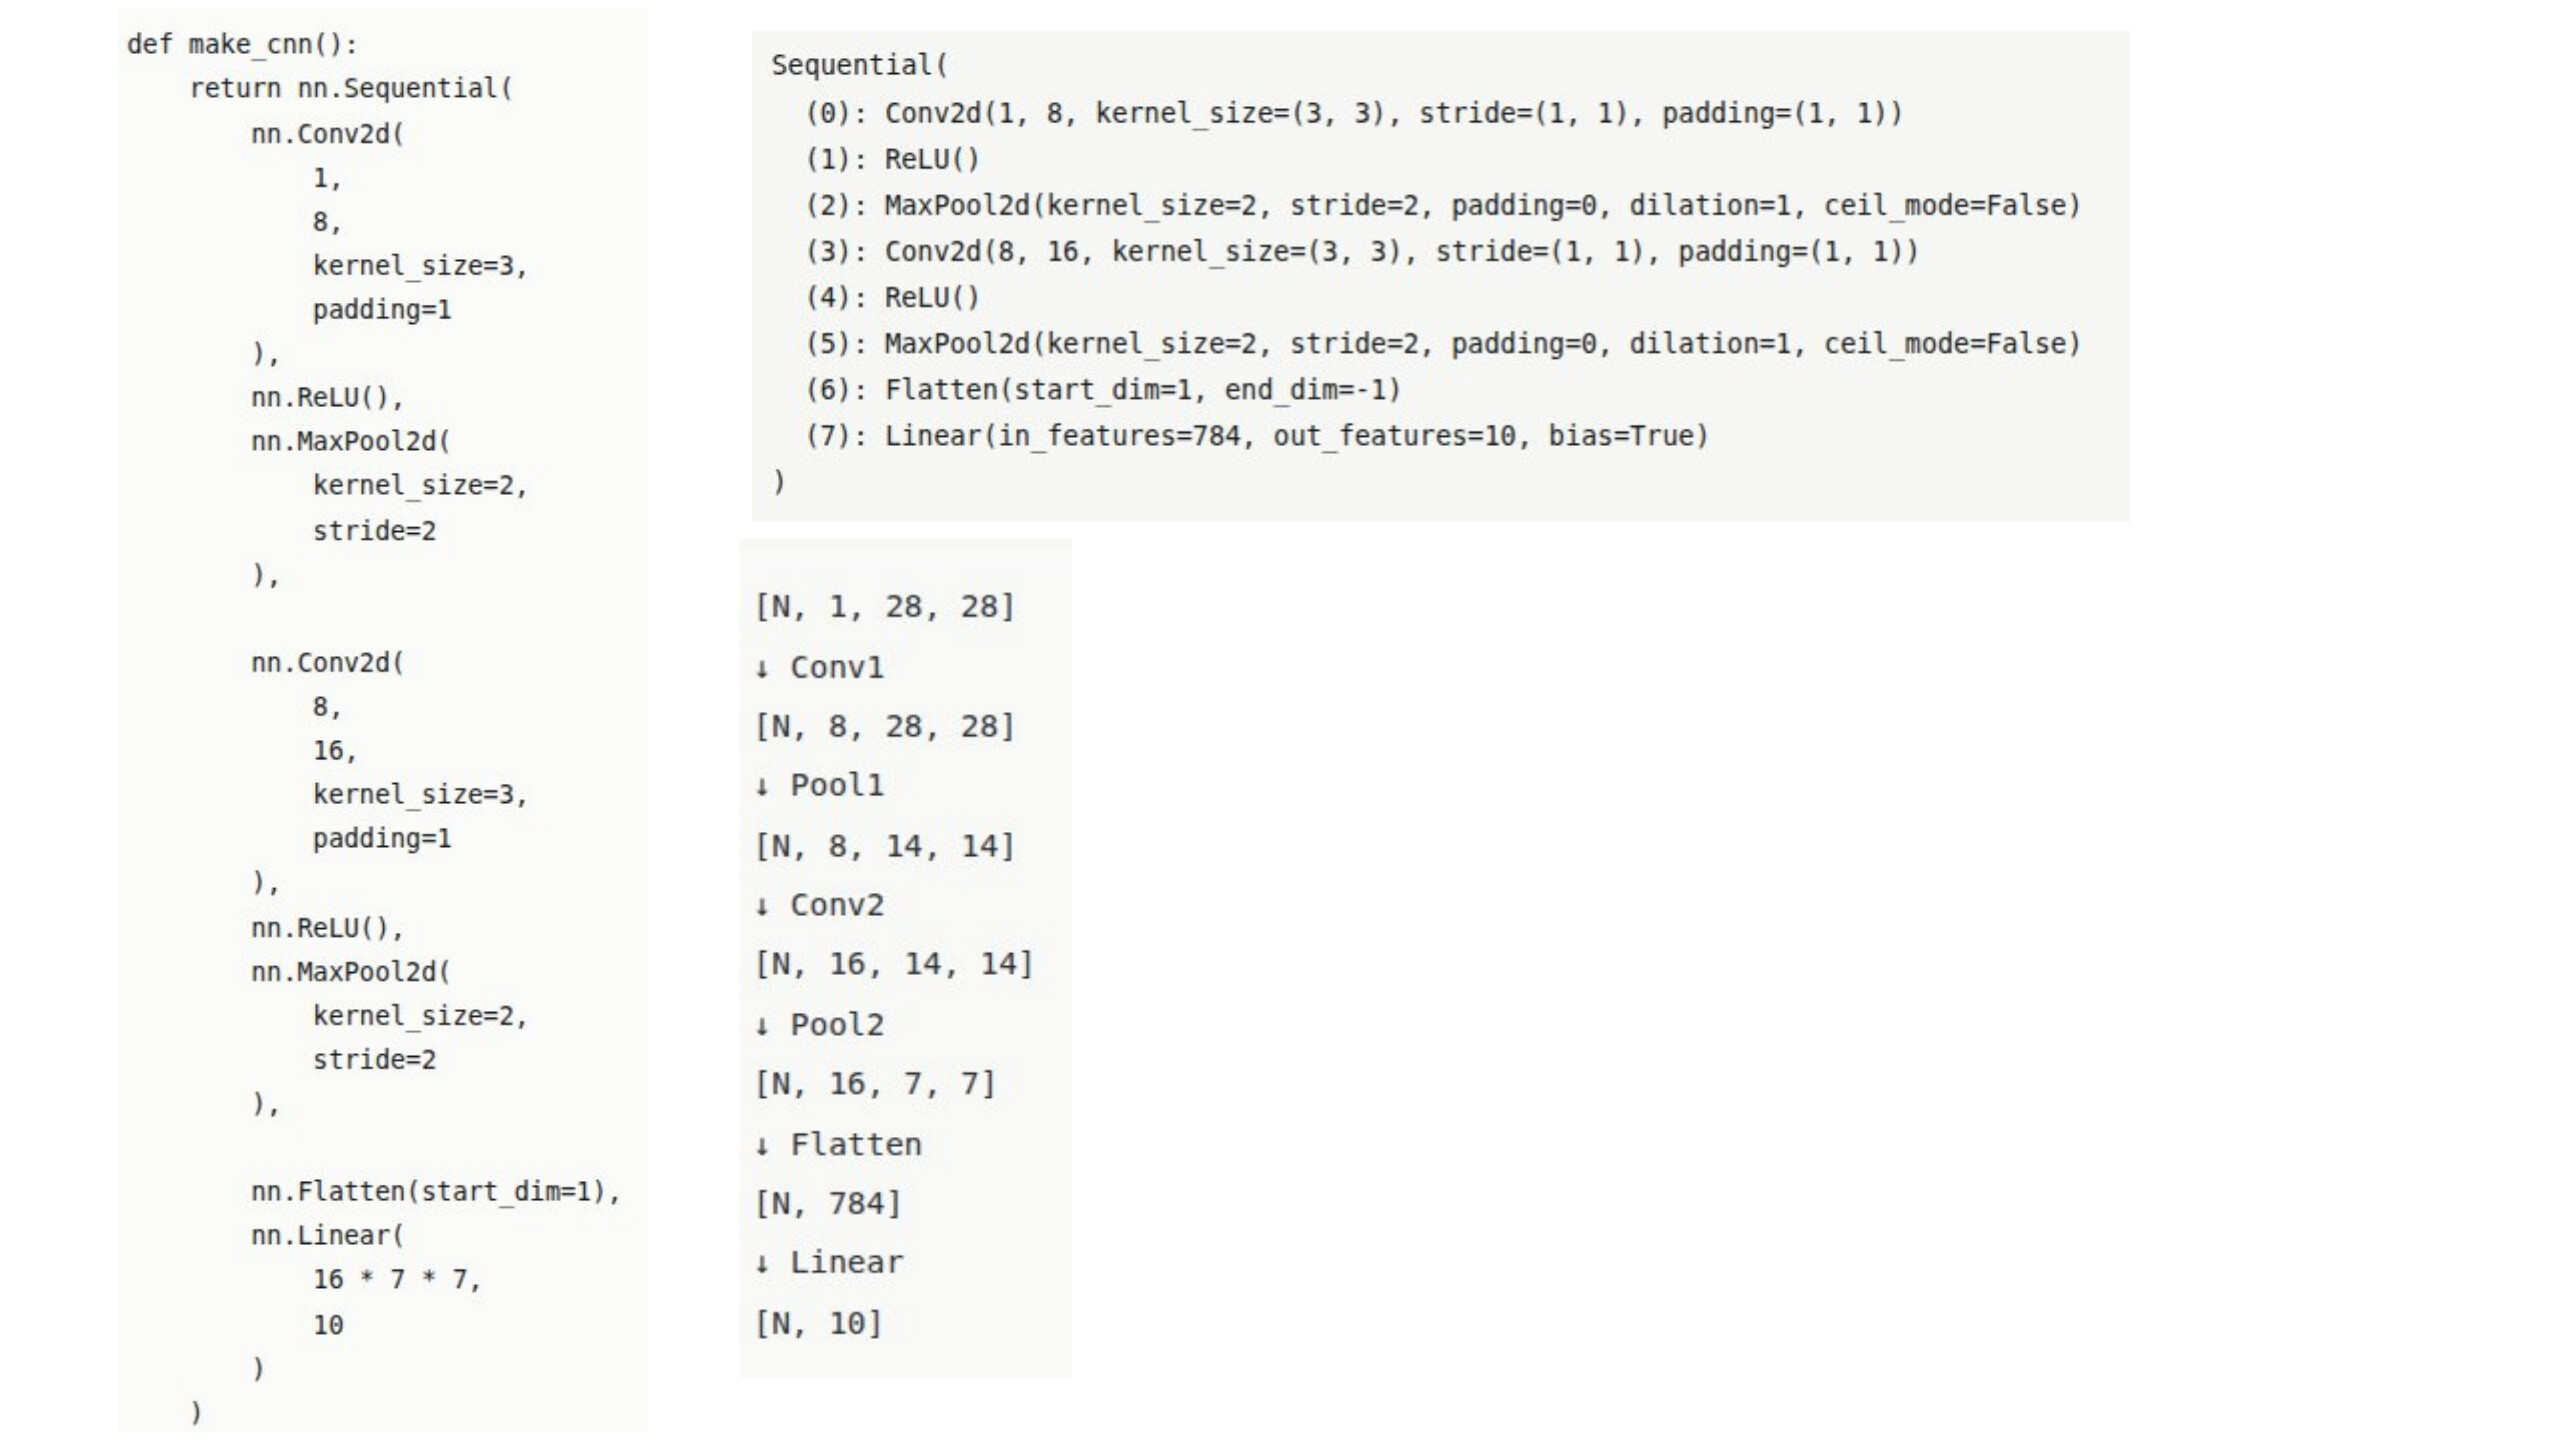 def make_cnn():
    return nn.Sequential(
        nn.Conv2d(
            1,
            8,
            kernel_size=3,
            padding=1
        ),
        nn.ReLU(),
        nn.MaxPool2d(
            kernel_size=2,
            stride=2
        ),
        nn.Conv2d(
            8,
            16,
            kernel_size=3,
            padding=1
        ),
        nn.ReLU(),
        nn.MaxPool2d(
            kernel_size=2,
            stride=2
        ),
        nn.Flatten(start_dim=1),
        nn.Linear(
            16 * 7 * 7,
            10
        )
    )
Sequential(
  (0): Conv2d(1, 8, kernel_size=(3, 3), stride=(1, 1), padding=(1, 1))
  (1): ReLU()
  (2): MaxPool2d(kernel_size=2, stride=2, padding=0, dilation=1, ceil_mode=False)
  (3): Conv2d(8, 16, kernel_size=(3, 3), stride=(1, 1), padding=(1, 1))
  (4): ReLU()
  (5): MaxPool2d(kernel_size=2, stride=2, padding=0, dilation=1, ceil_mode=False)
  (6): Flatten(start_dim=1, end_dim=-1)
  (7): Linear(in_features=784, out_features=10, bias=True)
)
[N, 1, 28, 28]
↓ Conv1
[N, 8, 28, 28]
↓ Pool1
[N, 8, 14, 14]
↓ Conv2
[N, 16, 14, 14]
↓ Pool2
[N, 16, 7, 7]
↓ Flatten
[N, 784]
↓ Linear
[N, 10]